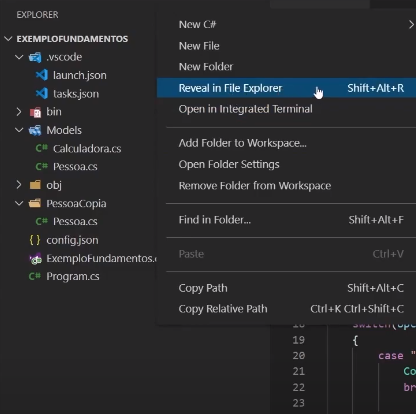 EXPLORER
EXEMPLOFUNDAMENTOS
.vscode
launch.json
tasks.json
bin
Models
C# Calculadora.cs
C# Pessoa.cs
obj
PessoaCopia
C# Pessoa.cs
{ } config.json
ExemploFundamentos.c
C# Program.cs
New C#
New File
New Folder
Reveal in File Explorer Shift+Alt+R
Open in Integrated Terminal
Add Folder to Workspace...
Open Folder Settings
Remove Folder from Workspace
Find in Folder... Shift+Alt+F
Paste Ctrl+V
Copy Path Shift+Alt+C
Copy Relative Path Ctrl+K Ctrl+Shift+C
18 switch(opc
19 {
20 case "
21 Co
22 br
23